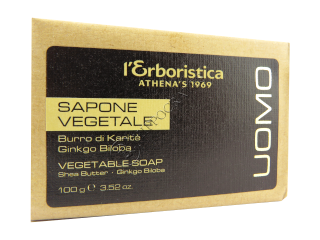 l'Erboristica
ATHENA'S 1969
SAPONE
VEGETALE
Burro di Karitè
Ginkgo Biloba
VEGETABLE SOAP
Shea Butter - Ginkgo Biloba
100 g ℮ 3.52 oz.
UOMO